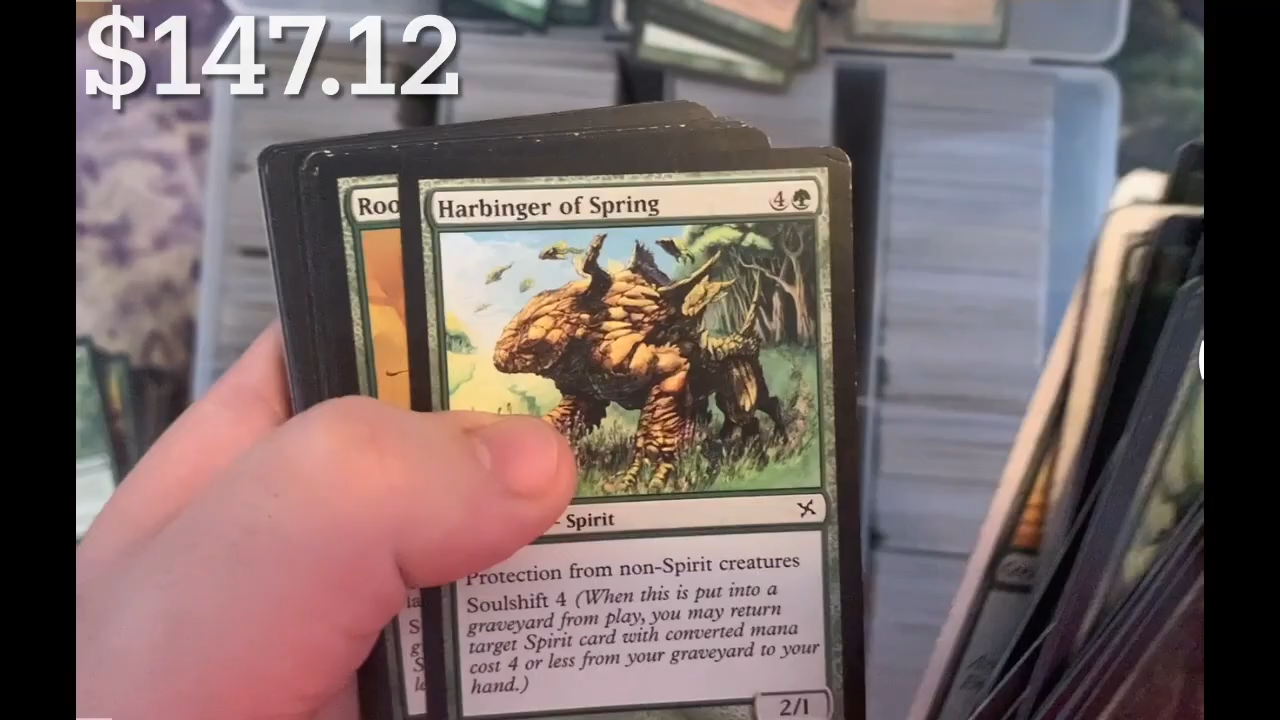 $147.12
Roo
Harbinger of Spring
4
- Spirit
Protection from non-Spirit creatures
Soulshift 4 (When this is put into a
graveyard from play, you may return
target Spirit card with converted mana
cost 4 or less from your graveyard to your
hand.)
2/1